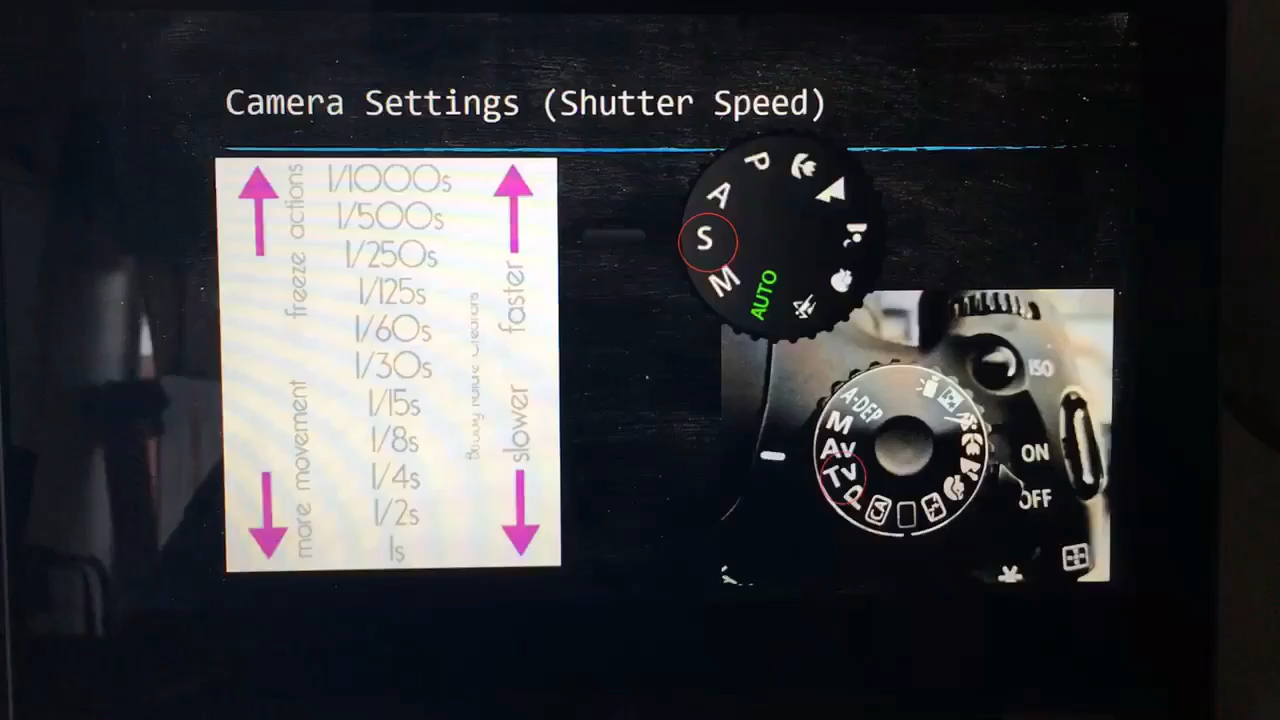 Camera Settings (Shutter Speed)
freeze actions
more movement
1/1000s
1/500s
1/250s
1/125s
1/60s
1/30s
1/15s
1/8s
1/4s
1/2s
1s
faster
slower
P
A
S
M
AUTO
A-DEP
M
Av
Tv
P
CA
ISO
ON
OFF